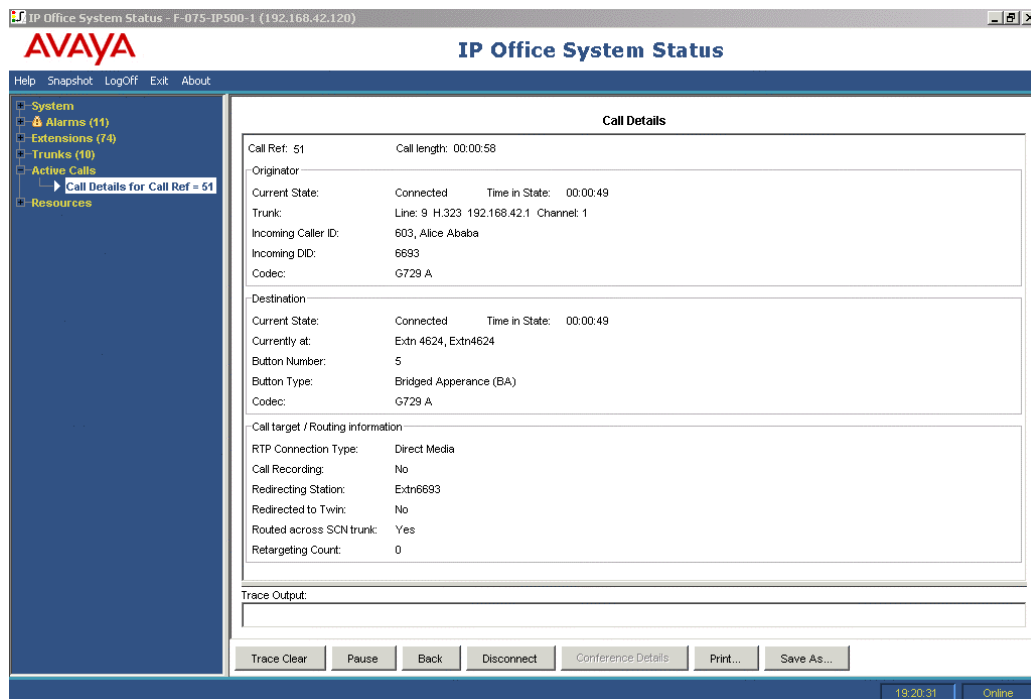 IP Office System Status - F-075-IP500-1 (192.168.42.120)
AVAYA
IP Office System Status
Help Snapshot LogOff Exit About
System
Alarms (11)
Extensions (74)
Trunks (10)
Active Calls
Call Details for Call Ref = 51
Resources
Call Details
Call Ref: 51 Call length: 00:00:58
Originator
Current State: Connected Time in State: 00:00:49
Trunk: Line: 9 H.323 192.168.42.1 Channel: 1
Incoming Caller ID: 603, Alice Ababa
Incoming DID: 6693
Codec: G729 A
Destination
Current State: Connected Time in State: 00:00:49
Currently at: Extn 4624, Extn4624
Button Number: 5
Button Type: Bridged Apperance (BA)
Codec: G729 A
Call target / Routing information
RTP Connection Type: Direct Media
Call Recording: No
Redirecting Station: Extn6693
Redirected to Twin: No
Routed across SCN trunk: Yes
Retargeting Count: 0
Trace Output:
Trace Clear Pause Back Disconnect Conference Details Print... Save As...
19:20:31 Online